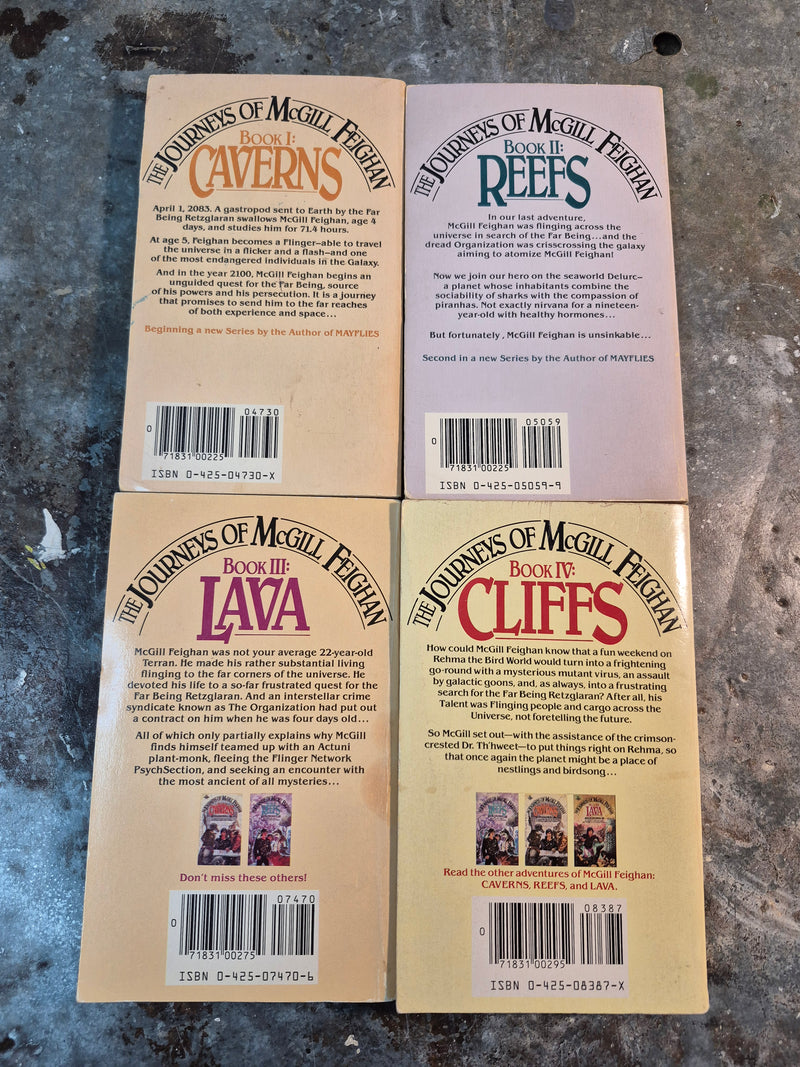 THE JOURNEYS OF MCGILL FEIGHAN
BOOK I:
CAVERNS
April 1, 2083. A gastropod sent to Earth by the Far
Being Retzglaran swallows McGill Feighan, age 4
days, and studies him for 71.4 hours.
At age 5, Feighan becomes a Flinger–able to travel
the universe in a flicker and a flash–and one
of the most endangered individuals in the Galaxy.
And in the year 2100, McGill Feighan begins an
unguided quest for the Far Being, source
of his powers and his persecution. It is a journey
that promises to send him to the far reaches
of both experience and space...
Beginning a new Series by the Author of MAYFLIES
04730
0
71831 00225
ISBN 0-425-04730-X
THE JOURNEYS OF MCGILL FEIGHAN
BOOK II:
REEFS
In our last adventure,
McGill Feighan was flinging across the
universe in search of the Far Being...and the
dread Organization was crisscrossing the galaxy
aiming to atomize McGill Feighan!
Now we join our hero on the seaworld Delurc–
a planet whose inhabitants combine the
sociability of sharks with the compassion of
piranhas. Not exactly nirvana for a nineteen-
year-old with healthy hormones...
But fortunately, McGill Feighan is unsinkable...
Second in a new Series by the Author of MAYFLIES
05059
0
71831 00225
ISBN 0-425-05059-9
THE JOURNEYS OF MCGILL FEIGHAN
BOOK III:
LAVA
McGill Feighan was not your average 22-year-old
Terran. He made his rather substantial living
flinging to the far corners of the universe. He
devoted his life to a so-far frustrated quest for the
Far Being Retzglaran. And an interstellar crime
syndicate known as The Organization had put out
a contract on him when he was four days old...
All of which only partially explains why McGill
finds himself teamed up with an Actuni
plant-monk, fleeing the Flinger Network
PsychSection, and seeking an encounter with
the most ancient of all mysteries...
CAVERNS
REEFS
Don't miss these others!
07470
0
71831 00275
ISBN 0-425-07470-6
THE JOURNEYS OF MCGILL FEIGHAN
BOOK IV:
CLIFFS
How could McGill Feighan know that a fun weekend on
Rehma the Bird World would turn into a frightening
go-round with a mysterious mutant virus, an assault
by galactic goons, and, as always, into a frustrating
search for the Far Being Retzglaran? After all, his
Talent was Flinging people and cargo across the
Universe, not foretelling the future.
So McGill set out—with the assistance of the crimson-
crested Dr. Th'hweet—to put things right on Rehma, so
that once again the planet might be a place of
nestlings and birdsong...
REEFS
CAVERNS
LAVA
Read the other adventures of McGill Feighan:
CAVERNS, REEFS, and LAVA.
08387
0
71831 00295
ISBN 0-425-08387-X